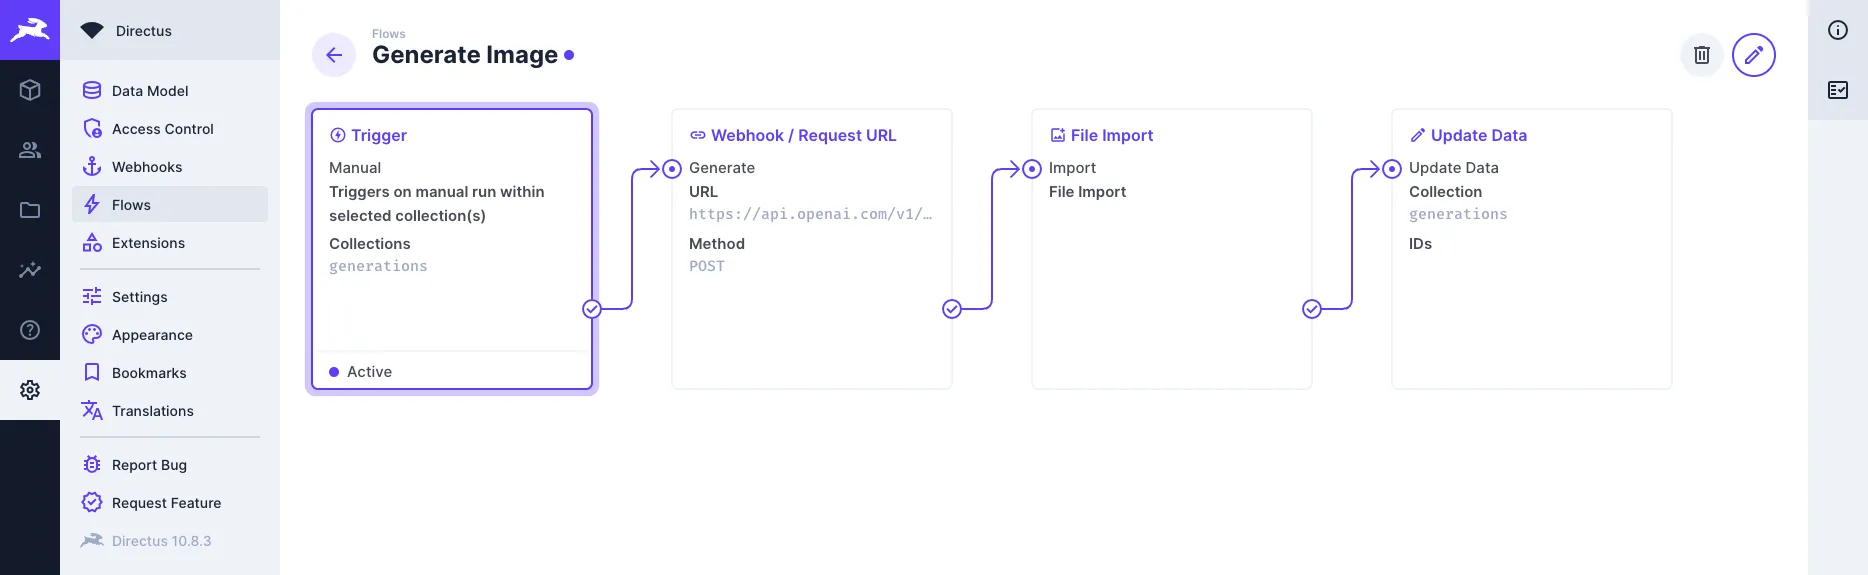 Directus
Data Model
Access Control
Webhooks
Flows
Extensions
Settings
Appearance
Bookmarks
Translations
Report Bug
Request Feature
Directus 10.8.3
Flows
Generate Image
Trigger
Manual
Triggers on manual run within
selected collection(s)
Collections
generations
Active
Webhook / Request URL
Generate
URL
https://api.openai.com/v1/…
Method
POST
File Import
Import
File Import
Update Data
Update Data
Collection
generations
IDs